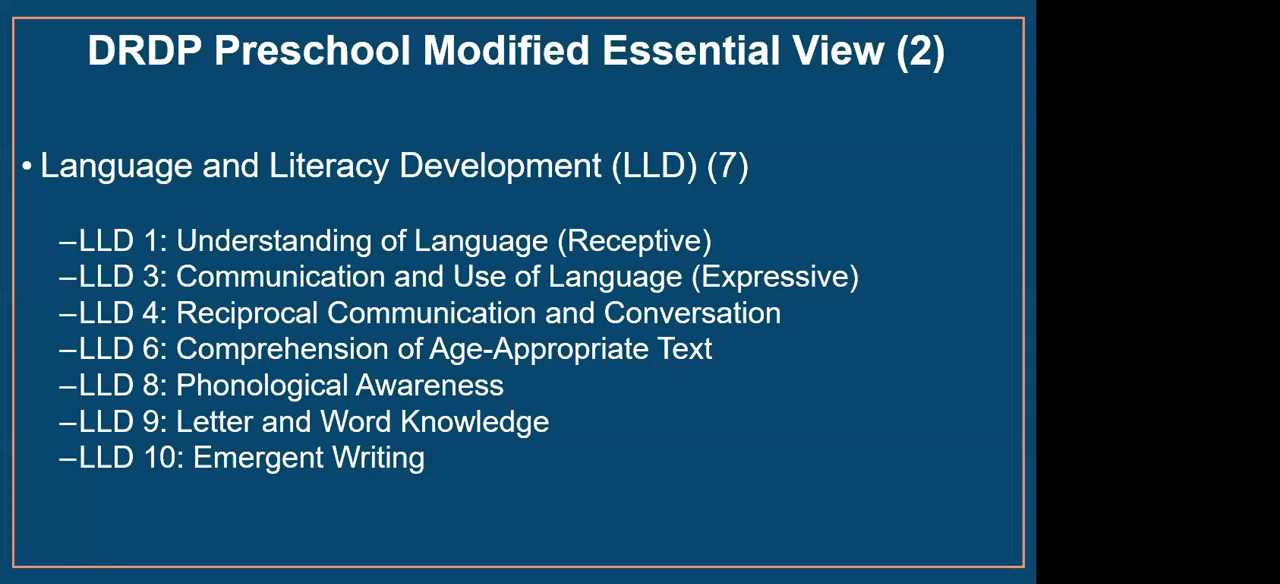 DRDP Preschool Modified Essential View (2)
• Language and Literacy Development (LLD) (7)
–LLD 1: Understanding of Language (Receptive)
–LLD 3: Communication and Use of Language (Expressive)
–LLD 4: Reciprocal Communication and Conversation
–LLD 6: Comprehension of Age-Appropriate Text
–LLD 8: Phonological Awareness
–LLD 9: Letter and Word Knowledge
–LLD 10: Emergent Writing